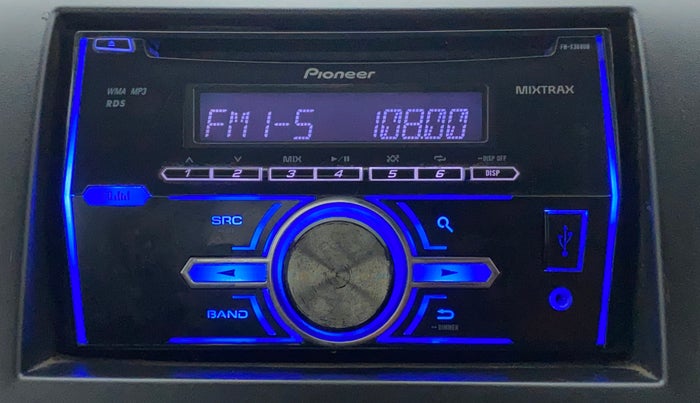 Pioneer
WMA MP3
RDS
MIXTRAX
FM1-5 108.00
MIX DISP OFF
1 2 3 4 5 6 DISP
SRC
BAND
DIMMER